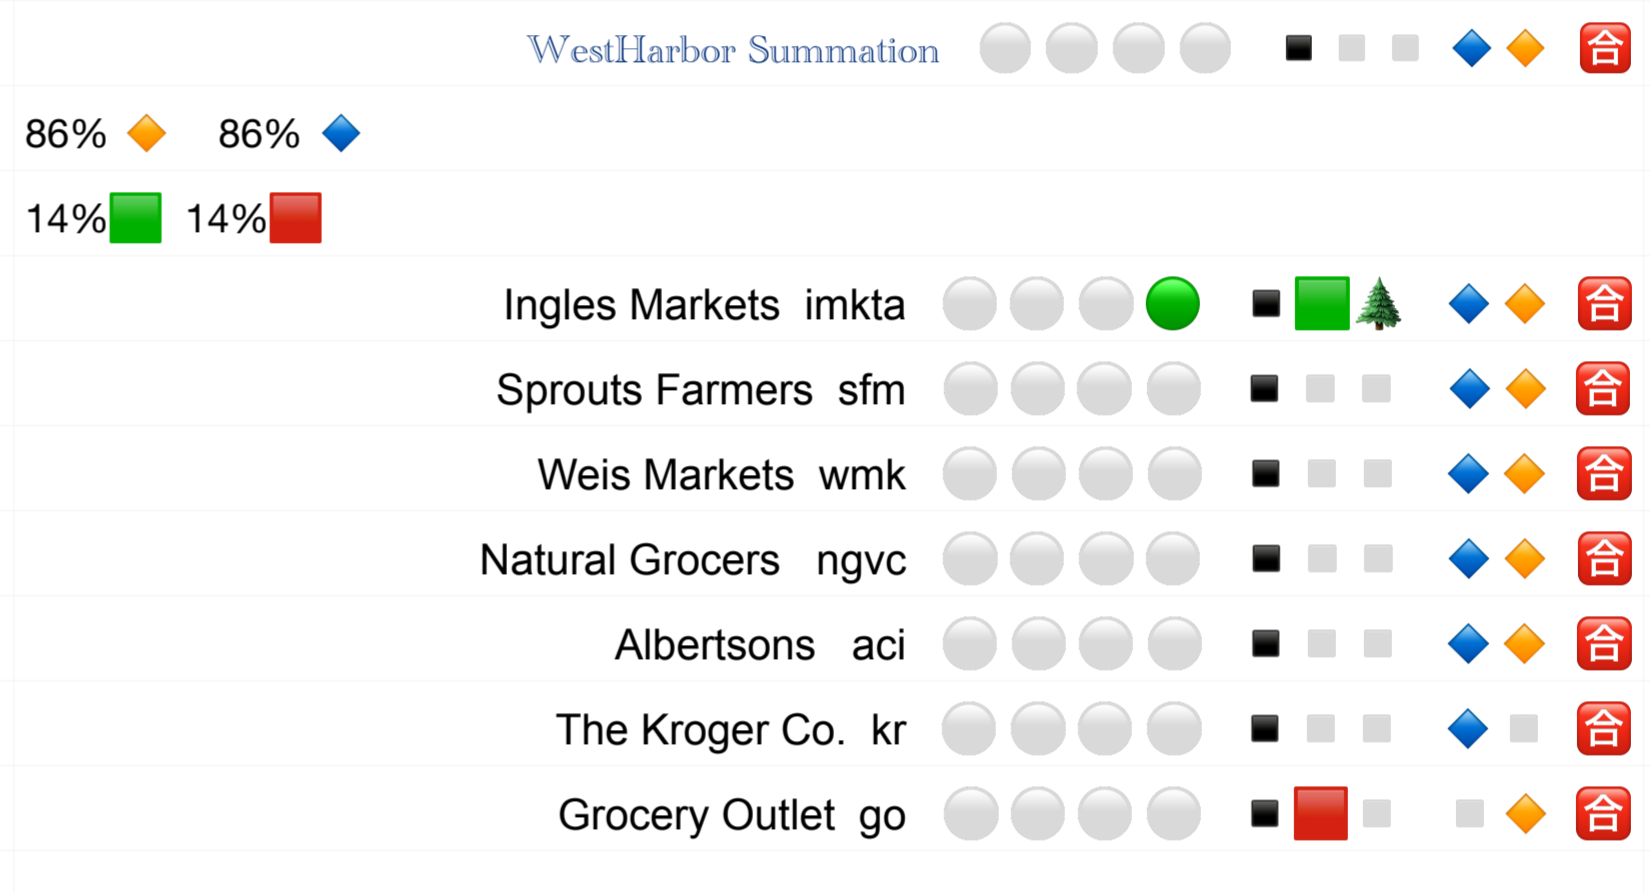 WestHarbor Summation 合
86% 86%
14% 14%
Ingles Markets imkta 合
Sprouts Farmers sfm 合
Weis Markets wmk 合
Natural Grocers ngvc 合
Albertsons aci 合
The Kroger Co. kr 合
Grocery Outlet go 合